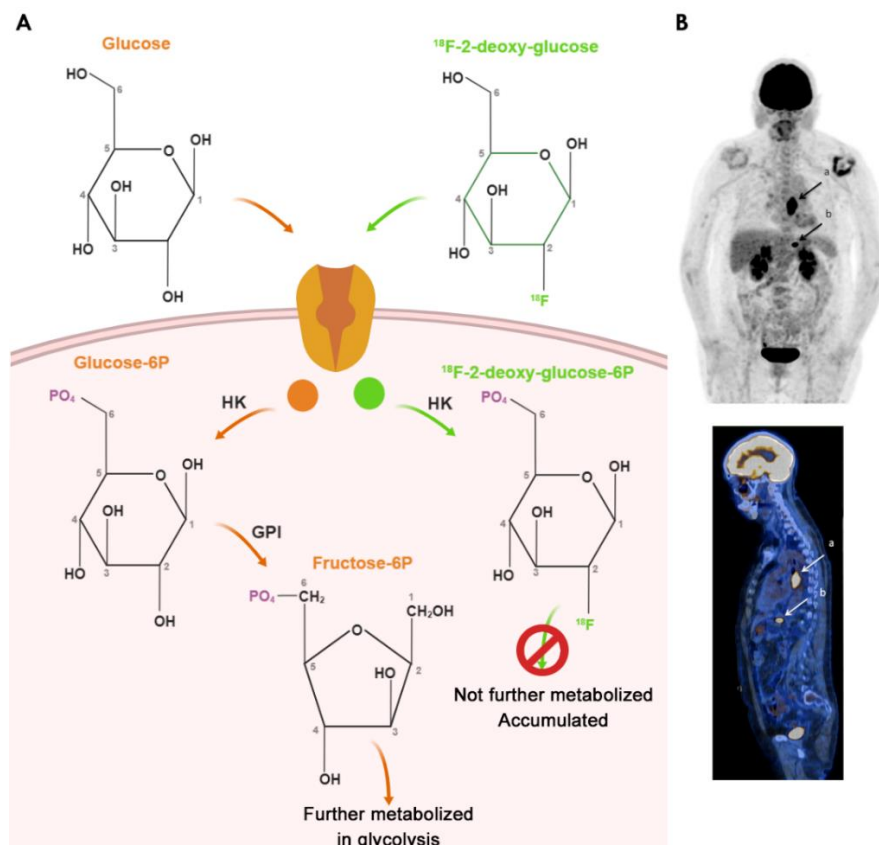 A
Glucose
HO
6
5
O
OH
4
OH
1
HO
3
2
OH
¹⁸F-2-deoxy-glucose
HO
6
5
O
OH
4
OH
1
HO
3
2
¹⁸F
Glucose-6P
PO₄
6
HK
5
O
OH
4
OH
1
HO
3
2
OH
GPI
¹⁸F-2-deoxy-glucose-6P
HK
PO₄
6
5
O
OH
4
OH
1
HO
3
2
¹⁸F
Not further metabolized
Accumulated
Fructose-6P
6
PO₄
CH₂
1
CH₂OH
O
5
HO
2
4
3
OH
Further metabolized
in glycolysis
B
a
b
a
b